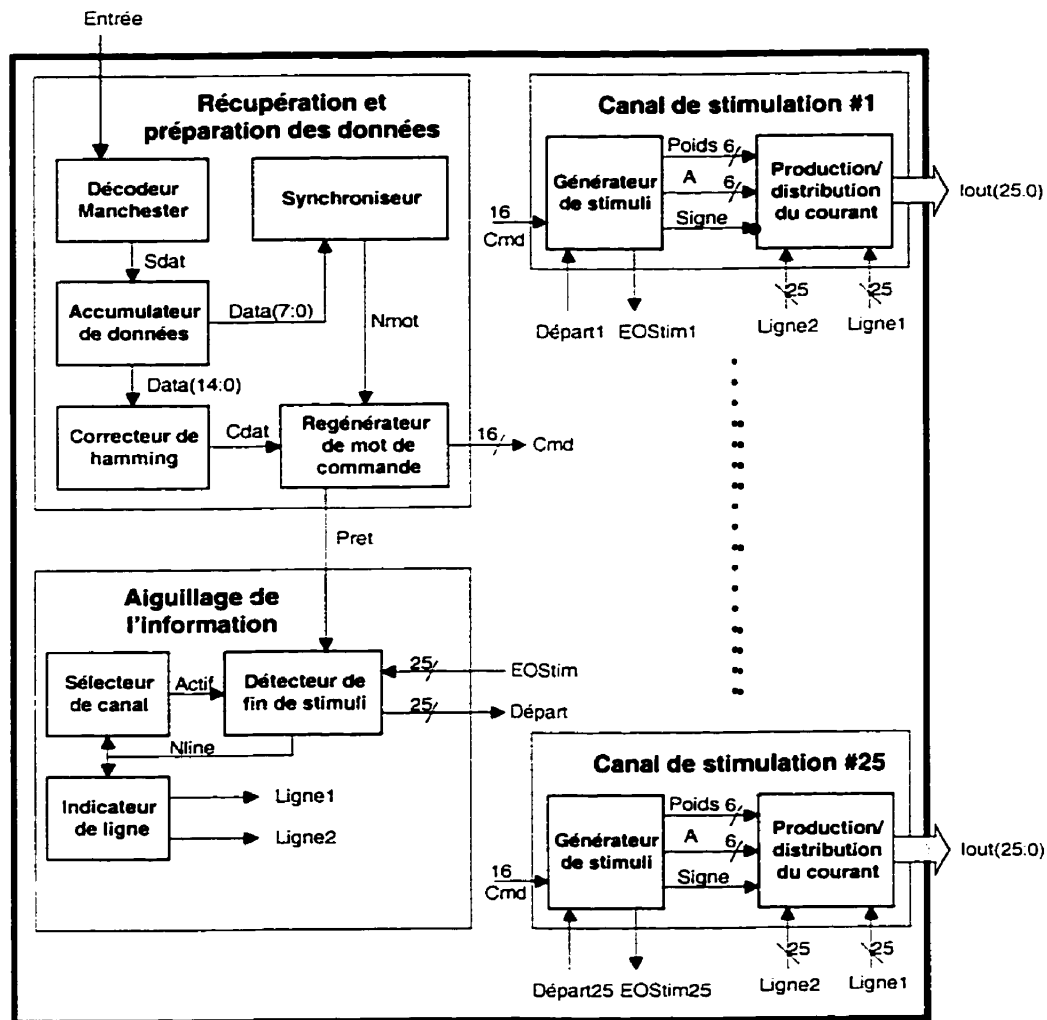 Entrée
Récupération et
préparation des données
Décodeur
Manchester
Synchroniseur
Sdat
Accumulateur
de données
Data(7:0)
Nmot
Data(14:0)
Correcteur de
hamming
Cdat
Regénérateur
de mot de
commande
16
Cmd
Pret
Aiguillage de
l'information
Sélecteur
de canal
Actif
Détecteur de
fin de stimuli
25
EOStim
25
Départ
Nline
Indicateur
de ligne
Ligne1
Ligne2
Canal de stimulation #1
16
Cmd
Générateur
de stimuli
Poids 6
A 6
Signe
Production/
distribution
du courant
Iout(25.0)
25
25
Départ1
EOStim1
Ligne2
Ligne1
Canal de stimulation #25
16
Cmd
Générateur
de stimuli
Poids 6
A 6
Signe
Production/
distribution
du courant
Iout(25:0)
25
25
Départ25
EOStim25
Ligne2
Ligne1